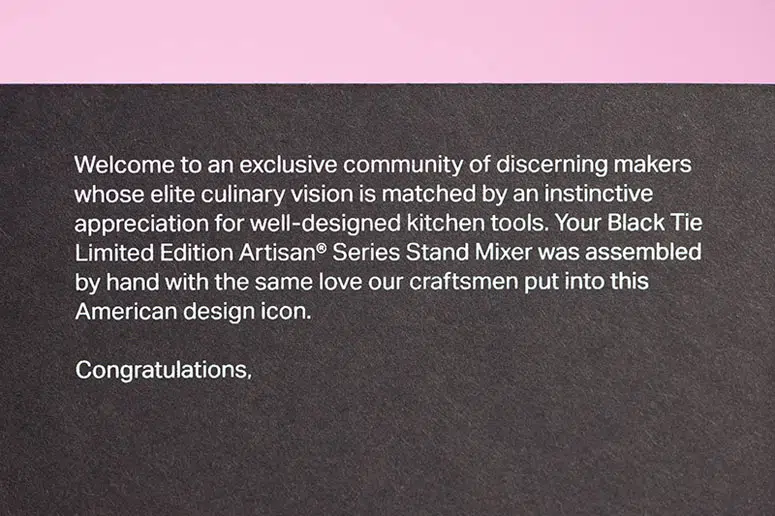 Welcome to an exclusive community of discerning makers
whose elite culinary vision is matched by an instinctive
appreciation for well-designed kitchen tools. Your Black Tie
Limited Edition Artisan® Series Stand Mixer was assembled
by hand with the same love our craftsmen put into this
American design icon.
Congratulations,